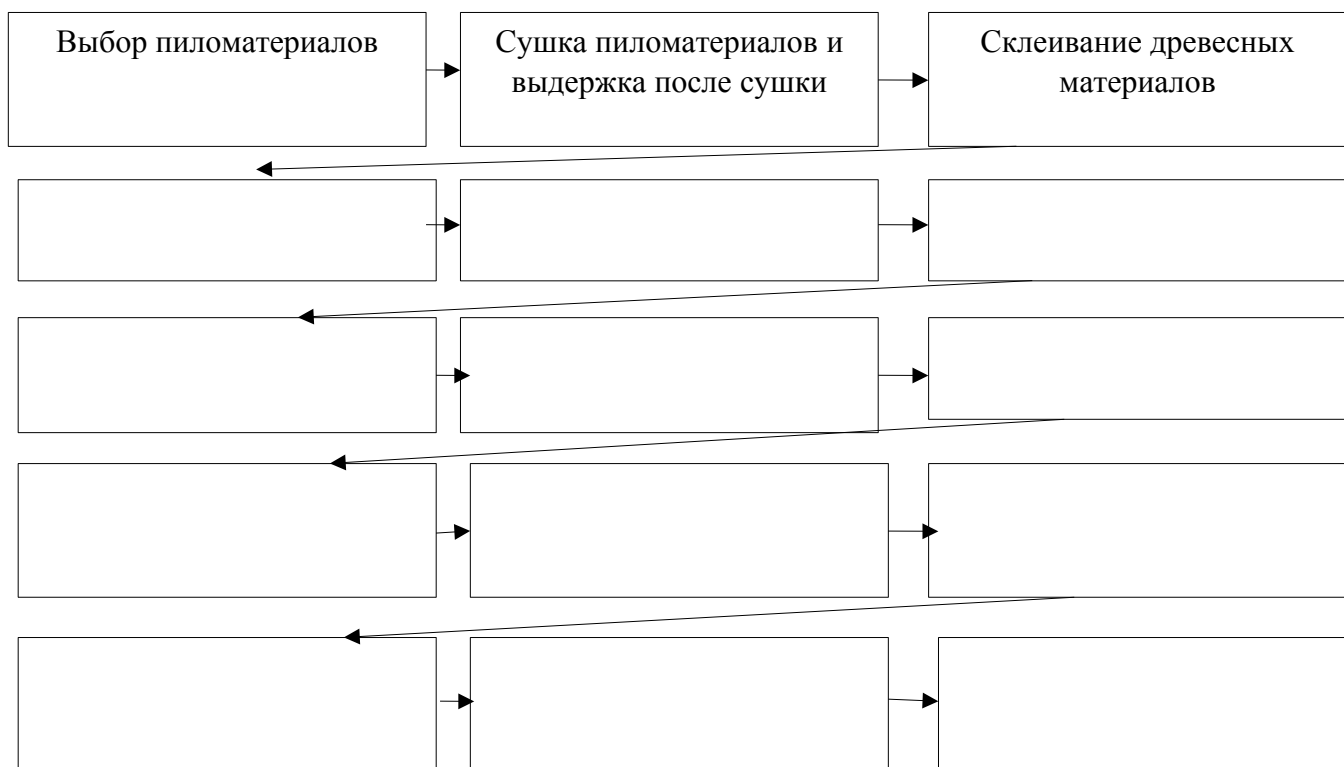 Выбор пиломатериалов
Сушка пиломатериалов и
выдержка после сушки
Склеивание древесных
материалов